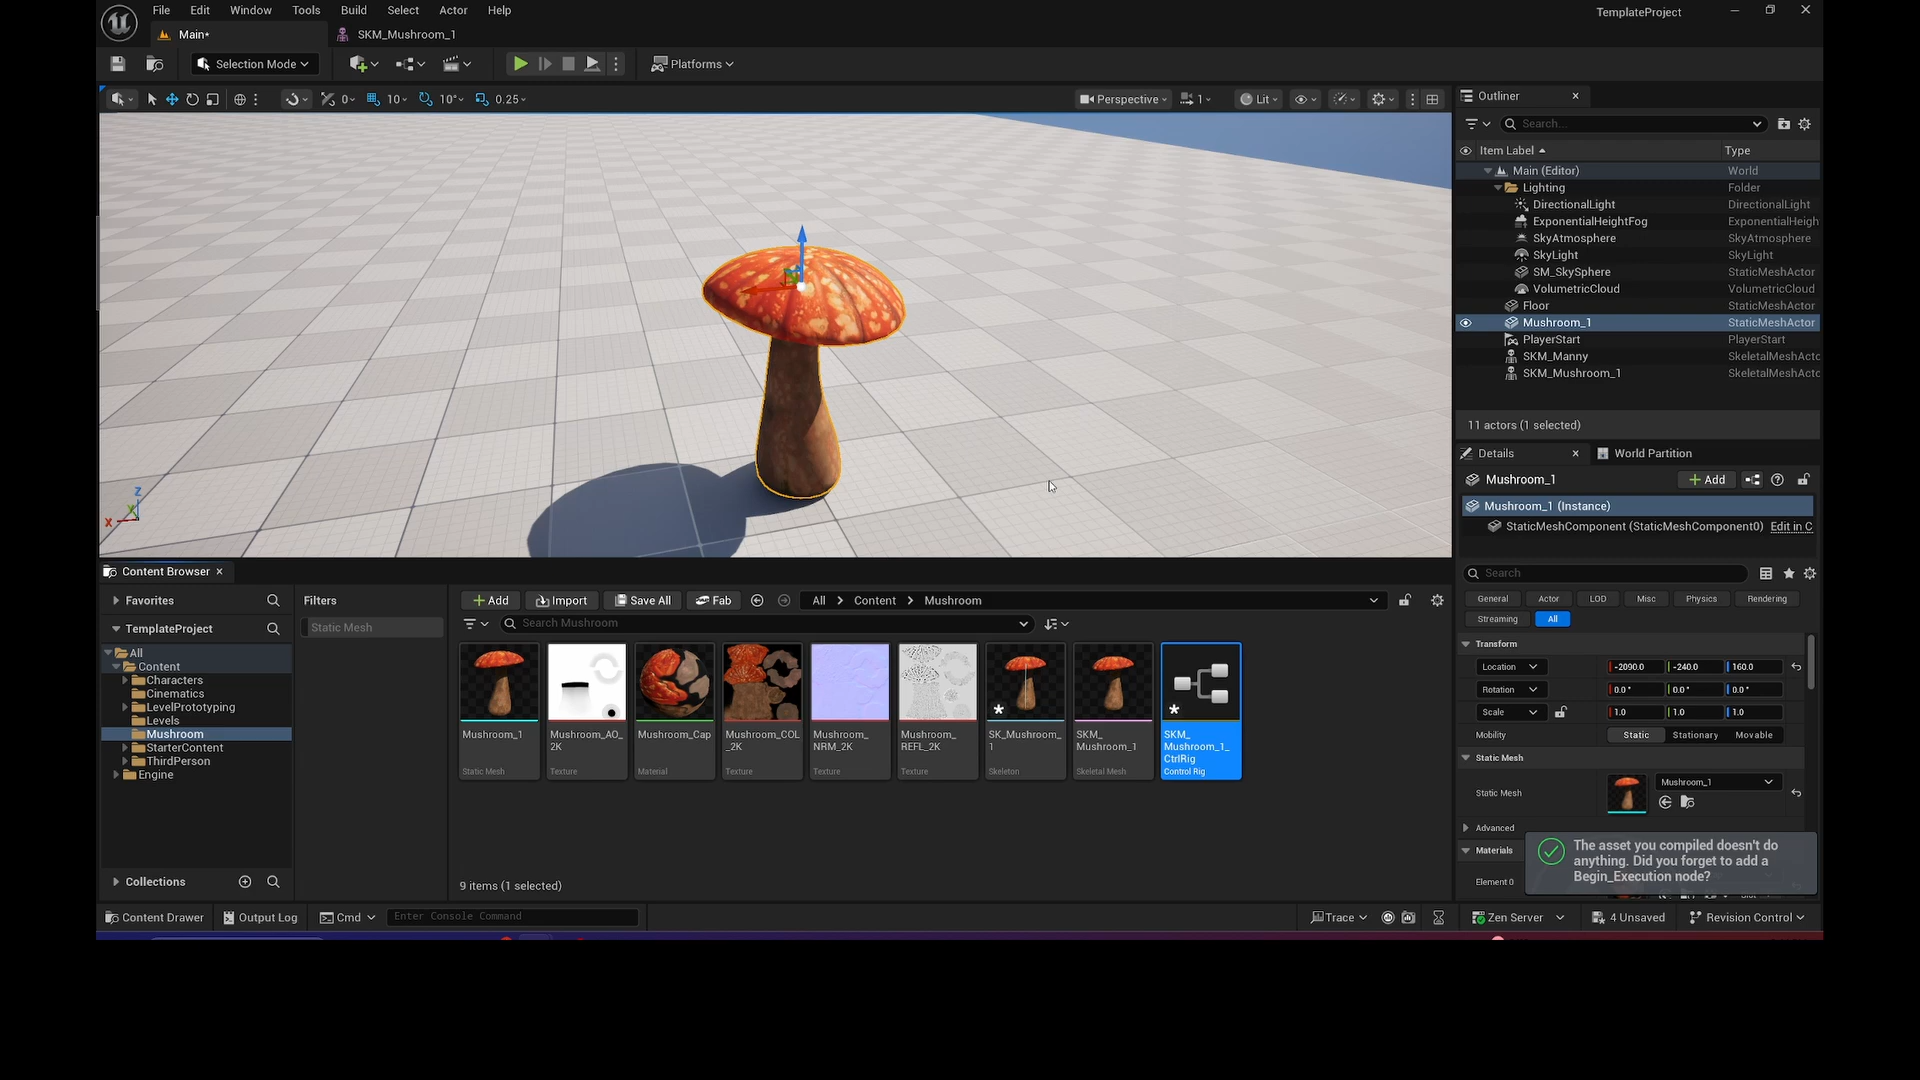 File Edit Window Tools Build Select Actor Help
TemplateProject
Main*
SKM_Mushroom_1
Selection Mode
Platforms
0
10
10°
0.25
Perspective
1
Lit
Outliner
Search...
Item Label
Type
Main (Editor)
World
Lighting
Folder
DirectionalLight
DirectionalLight
ExponentialHeightFog
ExponentialHeigh
SkyAtmosphere
SkyAtmosphere
SkyLight
SkyLight
SM_SkySphere
StaticMeshActor
VolumetricCloud
VolumetricCloud
Floor
StaticMeshActor
Mushroom_1
StaticMeshActor
PlayerStart
PlayerStart
SKM_Manny
SkeletalMeshActo
SKM_Mushroom_1
SkeletalMeshActo
11 actors (1 selected)
Details
World Partition
Mushroom_1
Add
Mushroom_1 (Instance)
StaticMeshComponent (StaticMeshComponent0)
Edit in C
Search
General Actor LOD Misc Physics Rendering
Streaming All
Transform
Location
-2090.0 -240.0 160.0
Rotation
0.0° 0.0° 0.0°
Scale
1.0 1.0 1.0
Mobility
Static Stationary Movable
Static Mesh
Static Mesh
Mushroom_1
Advanced
Materials
Element 0
The asset you compiled doesn't do
anything. Did you forget to add a
Begin_Execution node?
Z
Y
X
Content Browser
Favorites
TemplateProject
All
Content
Characters
Cinematics
LevelPrototyping
Levels
Mushroom
StarterContent
ThirdPerson
Engine
Collections
Filters
Static Mesh
Add
Import
Save All
Fab
All > Content > Mushroom
Search Mushroom
Mushroom_1
Static Mesh
Mushroom_AO_
2K
Texture
Mushroom_Cap
Material
Mushroom_COL
_2K
Texture
Mushroom_
NRM_2K
Texture
Mushroom_
REFL_2K
Texture
SK_Mushroom_
1
Skeleton
SKM_
Mushroom_1
Skeletal Mesh
SKM_
Mushroom_1_
CtrlRig
Control Rig
9 items (1 selected)
Content Drawer
Output Log
Cmd
Enter Console Command
Trace
Zen Server
4 Unsaved
Revision Control